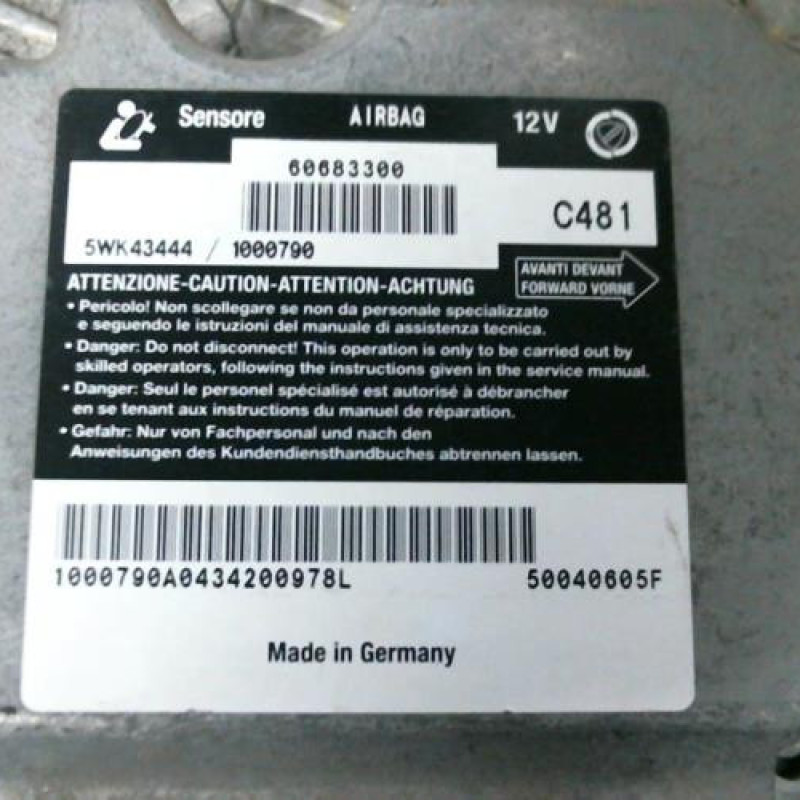 Sensore AIRBAG 12V
60683300
C481
5WK43444 / 1000790
ATTENZIONE-CAUTION-ATTENTION-ACHTUNG
AVANTI DEVANT
FORWARD VORNE
• Pericolo! Non scollegare se non da personale specializzato
e seguendo le istruzioni del manuale di assistenza tecnica.
• Danger: Do not disconnect! This operation is only to be carried out by
skilled operators, following the instructions given in the service manual.
• Danger: Seul le personel spécialisé est autorisé à débrancher
en se tenant aux instructions du manuel de réparation.
• Gefahr: Nur von Fachpersonal und nach den
Anweisungen des Kundendiensthandbuches abtrennen lassen.
1000790A0434200978L 50040605F
Made in Germany